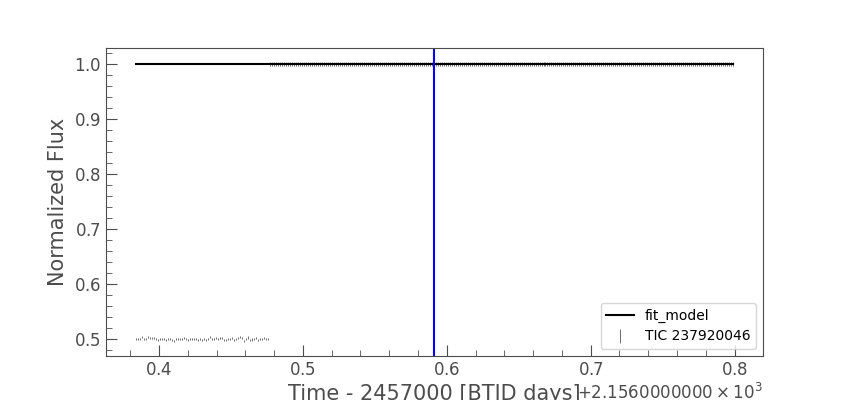 1.0
0.9
0.8
0.7
0.6
0.5
Normalized Flux
fit_model
TIC 237920046
0.4 0.5 0.6 0.7 0.8
Time - 2457000 [BTJD days]
+2.1560000000 × 10³